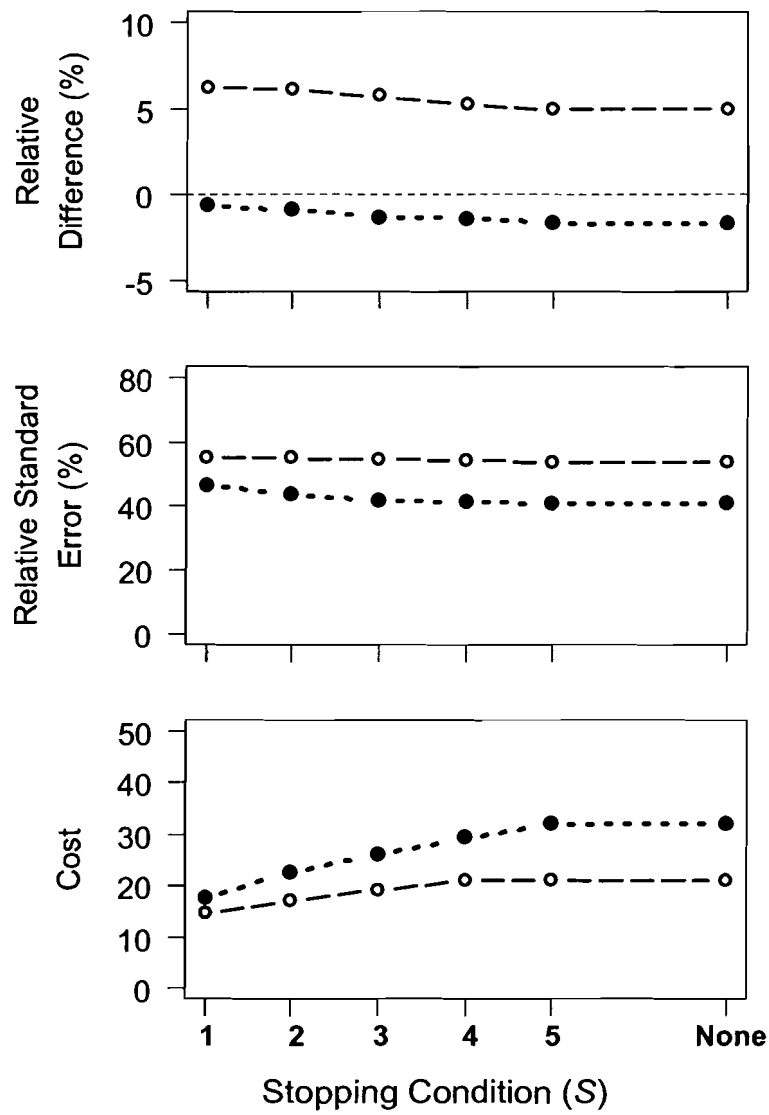 Relative
Difference (%)
10
5
0
-5
Relative Standard
Error (%)
80
60
40
20
0
Cost
50
40
30
20
10
0
1 2 3 4 5 None
Stopping Condition (S)